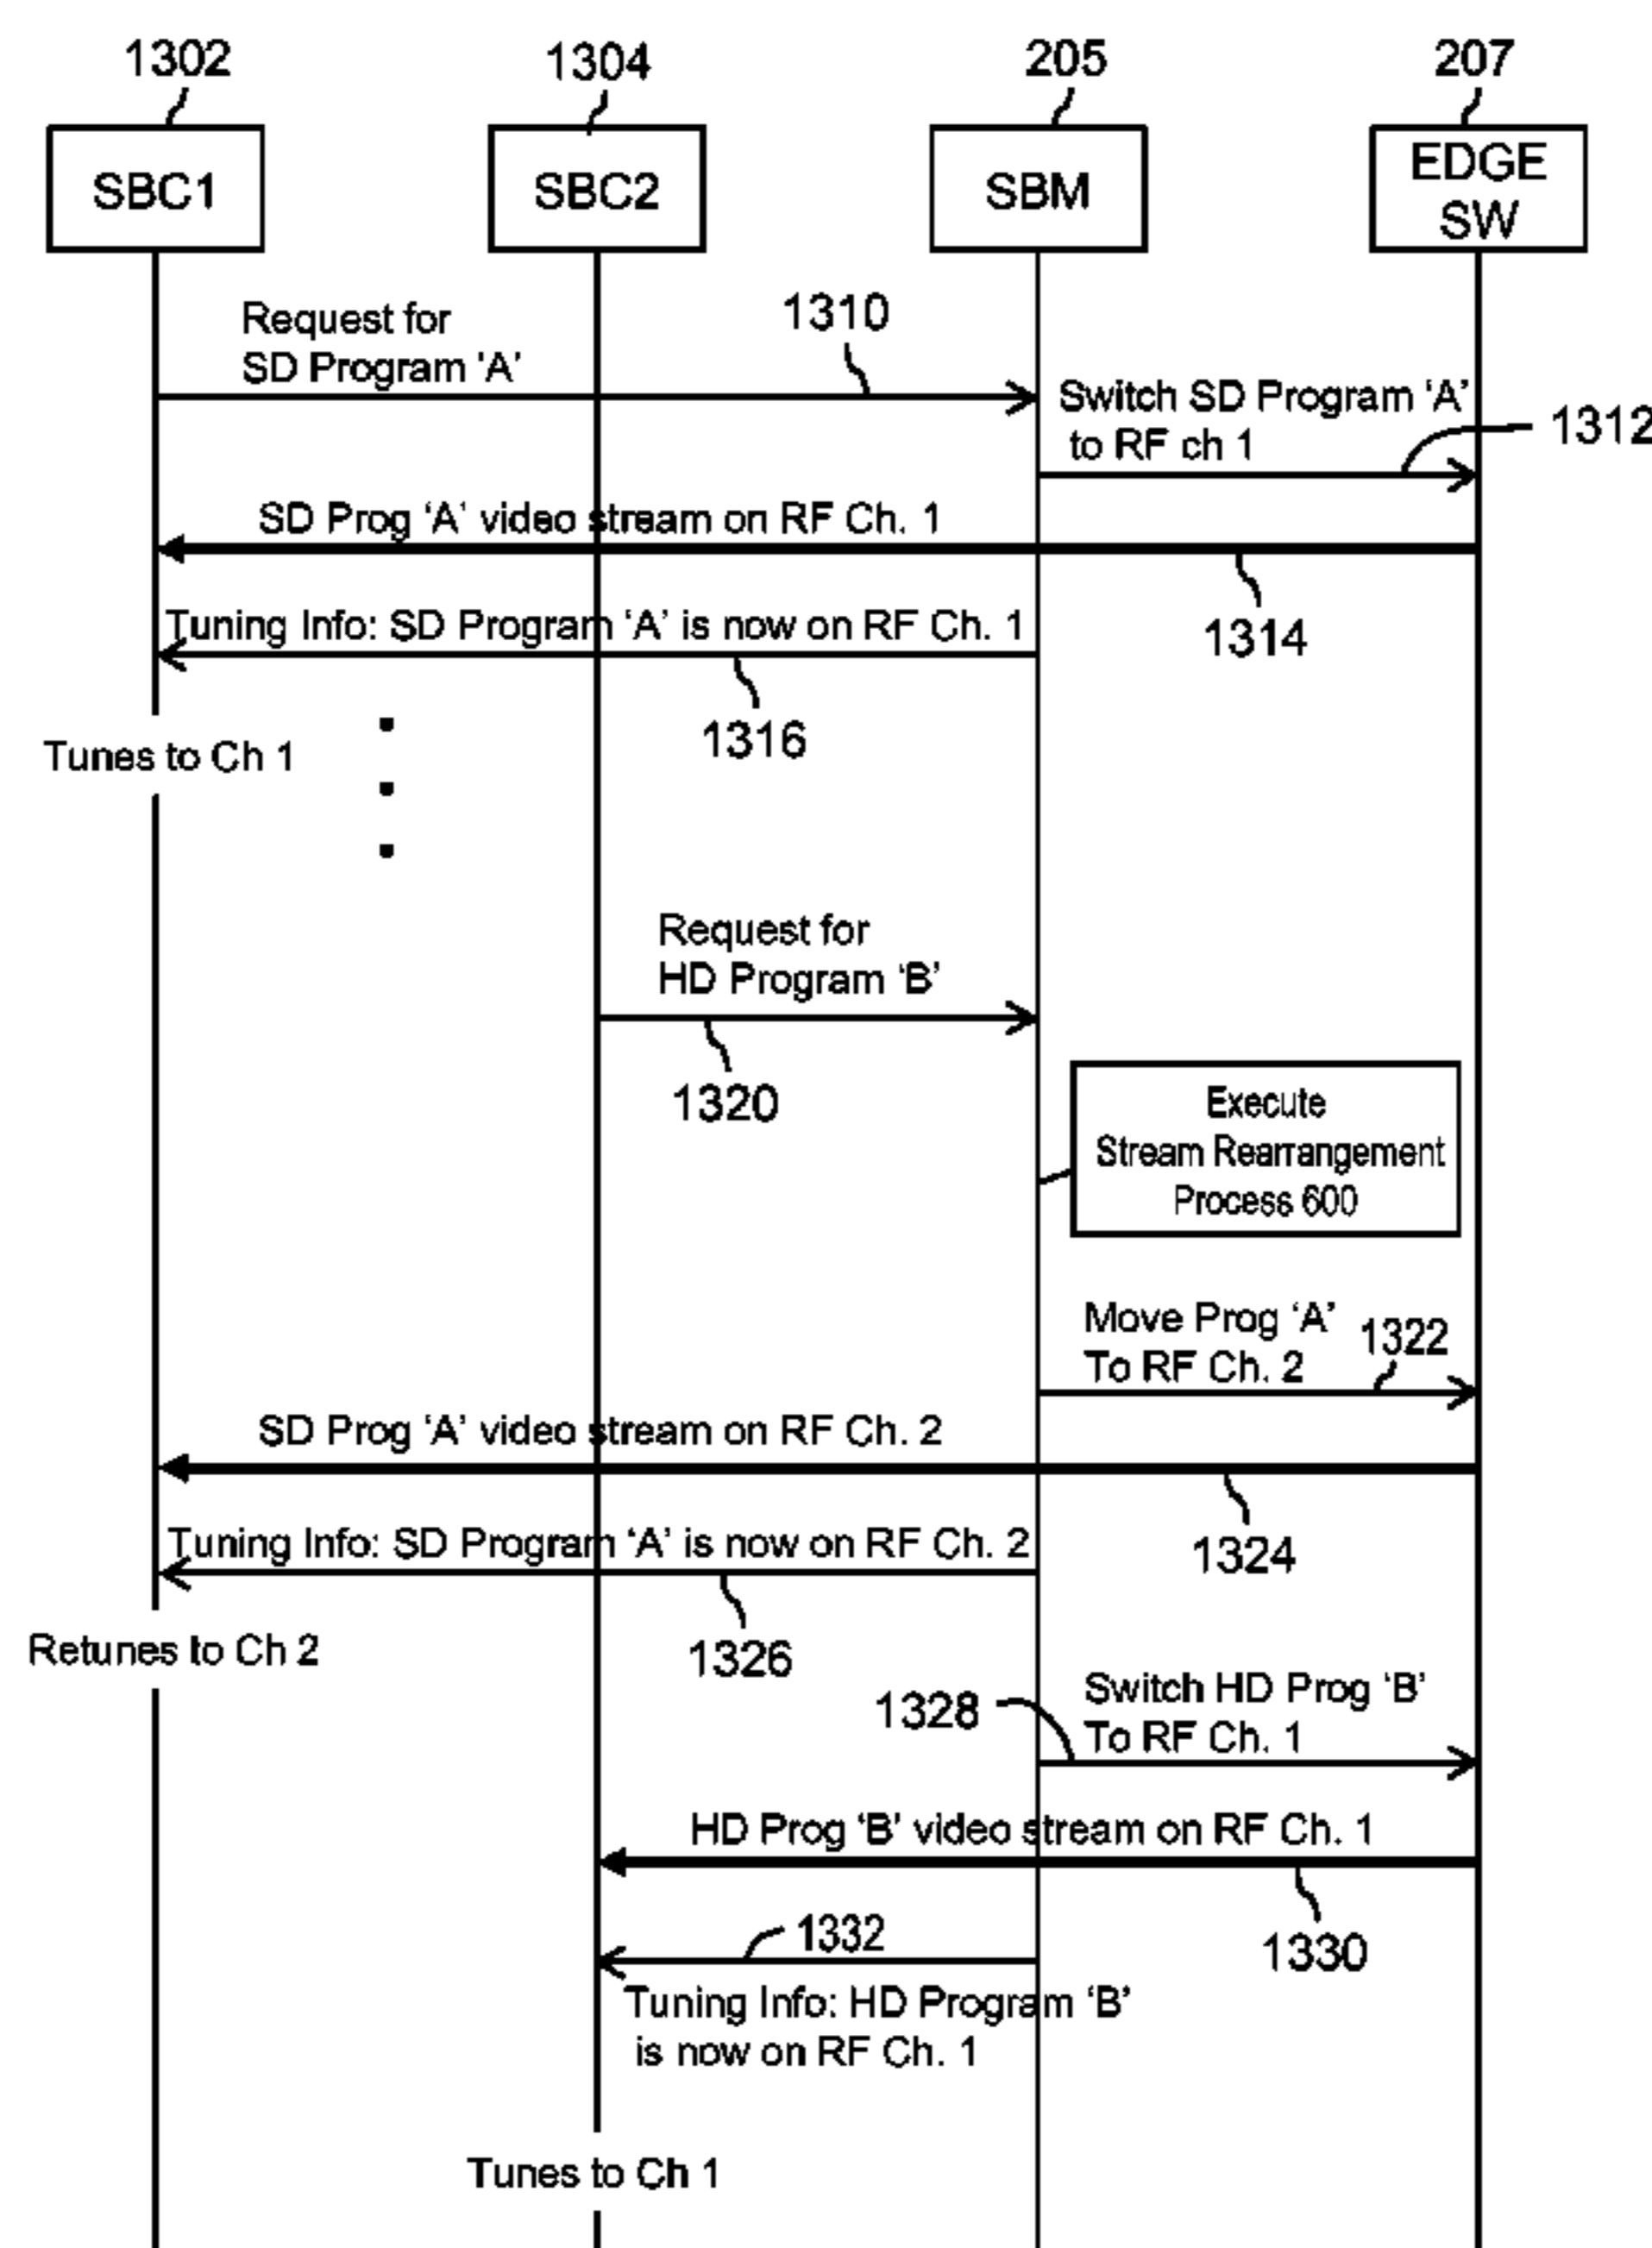 1302
1304
205
207
SBC1
SBC2
SBM
EDGE
SW
Request for
SD Program ‘A’
1310
Switch SD Program ‘A’
to RF ch 1
1312
SD Prog ‘A’ video stream on RF Ch. 1
1314
Tuning Info: SD Program ‘A’ is now on RF Ch. 1
1316
Tunes to Ch 1
Request for
HD Program ‘B’
1320
Execute
Stream Rearrangement
Process 600
Move Prog ‘A’
To RF Ch. 2
1322
SD Prog ‘A’ video stream on RF Ch. 2
1324
Tuning Info: SD Program ‘A’ is now on RF Ch. 2
1326
Retunes to Ch 2
1328
Switch HD Prog ‘B’
To RF Ch. 1
HD Prog ‘B’ video stream on RF Ch. 1
1330
1332
Tuning Info: HD Program ‘B’
is now on RF Ch. 1
Tunes to Ch 1